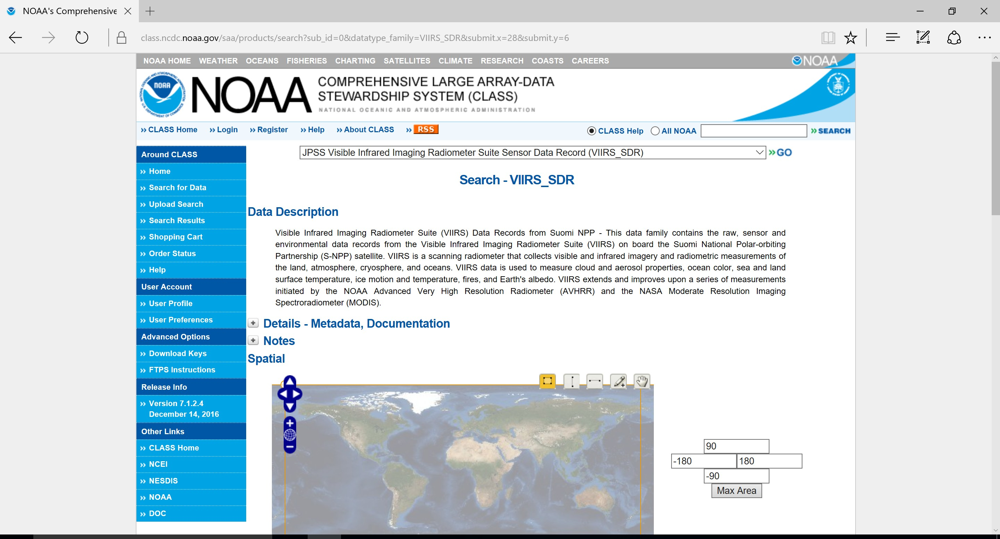 NOAA's Comprehensive
class.ncdc.noaa.gov/saa/products/search?sub_id=0&datatype_family=VIIRS_SDR&submit.x=28&submit.y=6
NOAA HOME WEATHER OCEANS FISHERIES CHARTING SATELLITES CLIMATE RESEARCH COASTS CAREERS
NOAA
NATIONAL OCEANIC AND ATMOSPHERIC ADMINISTRATION
U.S. DEPARTMENT OF COMMERCE
NOAA
NOAA
COMPREHENSIVE LARGE ARRAY-DATA
STEWARDSHIP SYSTEM (CLASS)
NATIONAL OCEANIC AND ATMOSPHERIC ADMINISTRATION
» CLASS Home » Login » Register » Help » About CLASS » RSS
CLASS Help All NOAA » SEARCH
JPSS Visible Infrared Imaging Radiometer Suite Sensor Data Record (VIIRS_SDR) » GO
Around CLASS
» Home
» Search for Data
» Upload Search
» Search Results
» Shopping Cart
» Order Status
» Help
User Account
» User Profile
» User Preferences
Advanced Options
» Download Keys
» FTPS Instructions
Release Info
» Version 7.1.2.4
December 14, 2016
Other Links
» CLASS Home
» NCEI
» NESDIS
» NOAA
» DOC
Search - VIIRS_SDR
Data Description
Visible Infrared Imaging Radiometer Suite (VIIRS) Data Records from Suomi NPP - This data family contains the raw, sensor and
environmental data records from the Visible Infrared Imaging Radiometer Suite (VIIRS) on board the Suomi National Polar-orbiting
Partnership (S-NPP) satellite. VIIRS is a scanning radiometer that collects visible and infrared imagery and radiometric measurements of
the land, atmosphere, cryosphere, and oceans. VIIRS data is used to measure cloud and aerosol properties, ocean color, sea and land
surface temperature, ice motion and temperature, fires, and Earth's albedo. VIIRS extends and improves upon a series of measurements
initiated by the NOAA Advanced Very High Resolution Radiometer (AVHRR) and the NASA Moderate Resolution Imaging
Spectroradiometer (MODIS).
Details - Metadata, Documentation
Notes
Spatial
90
-180 180
-90
Max Area